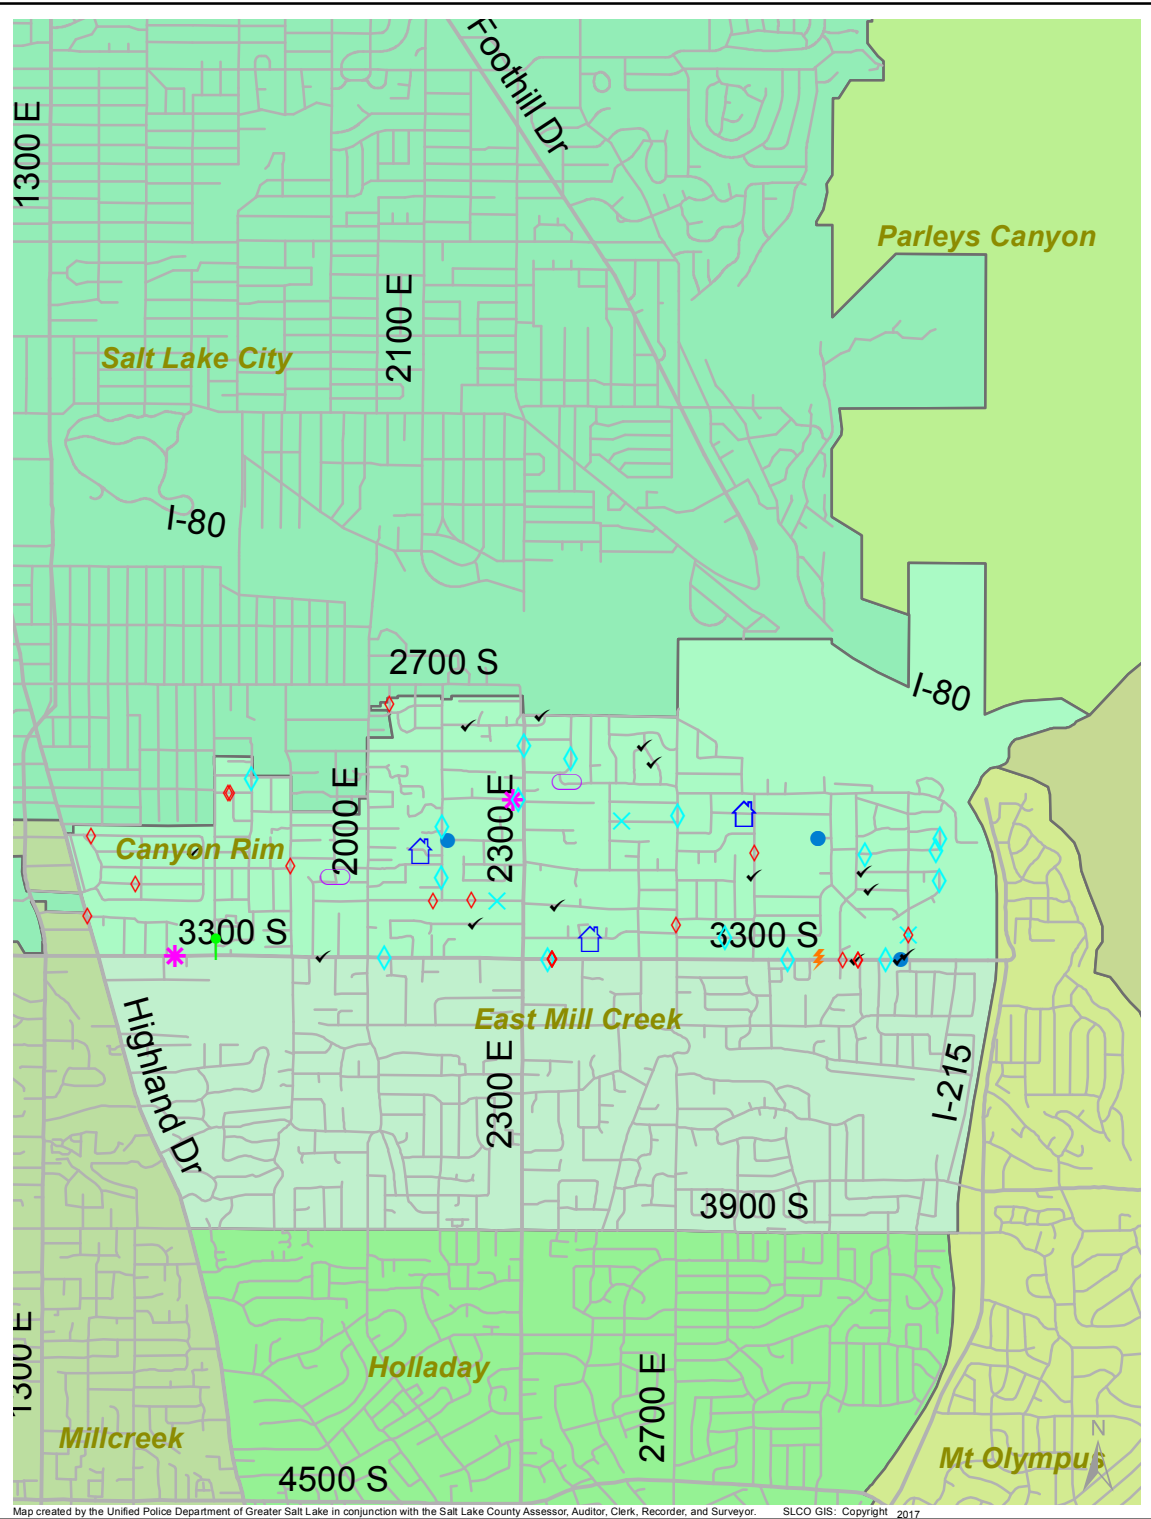 Foothill Dr
1300 E
Parleys Canyon
2100 E
Salt Lake City
I-80
2700 S
I-80
2000 E
2300 E
Canyon Rim
3300 S
3300 S
East Mill Creek
Highland Dr
2300 E
I-215
3900 S
1300 E
Holladay
2700 E
Millcreek
N
Mt Olympus
4500 S
Map created by the Unified Police Department of Greater Salt Lake in conjunction with the Salt Lake County Assessor, Auditor, Clerk, Recorder, and Surveyor. SLCO GIS: Copyright 2017